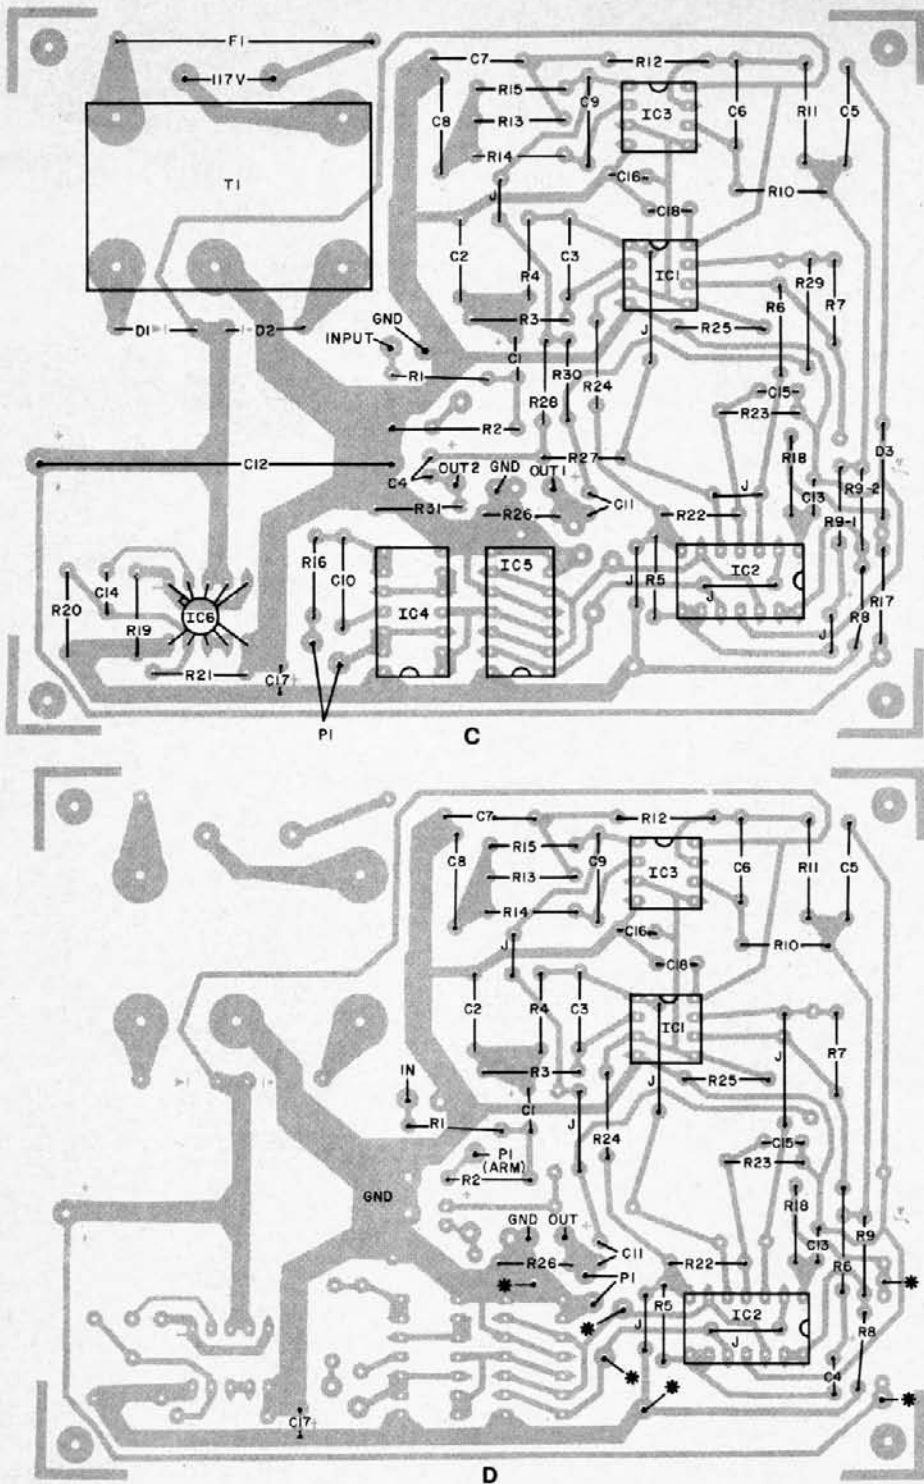 F1
117V
C7
R12
R15
C9
IC3
C6
R11
C5
C8
R13
R14
T1
C16
R10
J
C18
C2
R4
C3
IC1
R29
R6
R7
D1
D2
GND
R3
J
R25
INPUT
C1
R30
R1
R24
C15
R28
R23
R2
R18
D3
C12
R27
C4
OUT2
GND
OUT1
J
C13
R9-2
R31
R26
C11
R22
R9-1
R16
C10
IC5
R5
IC2
R20
C14
R19
IC6
IC4
J
J
J
R8
R17
R21
C17
P1
C
C7
R12
C8
R15
C9
IC3
C6
R11
C5
R13
R14
C16
J
R10
C18
C2
R4
C3
IC1
J
R7
IN
R3
J
R25
C1
R1
J
R24
C15
P1
(ARM)
R23
R2
GND
R18
GND OUT
C13
R9
C11
R26
R22
R6
*
P1
*
R5
IC2
*
J
J
R8
*
*
C4
*
C17
D